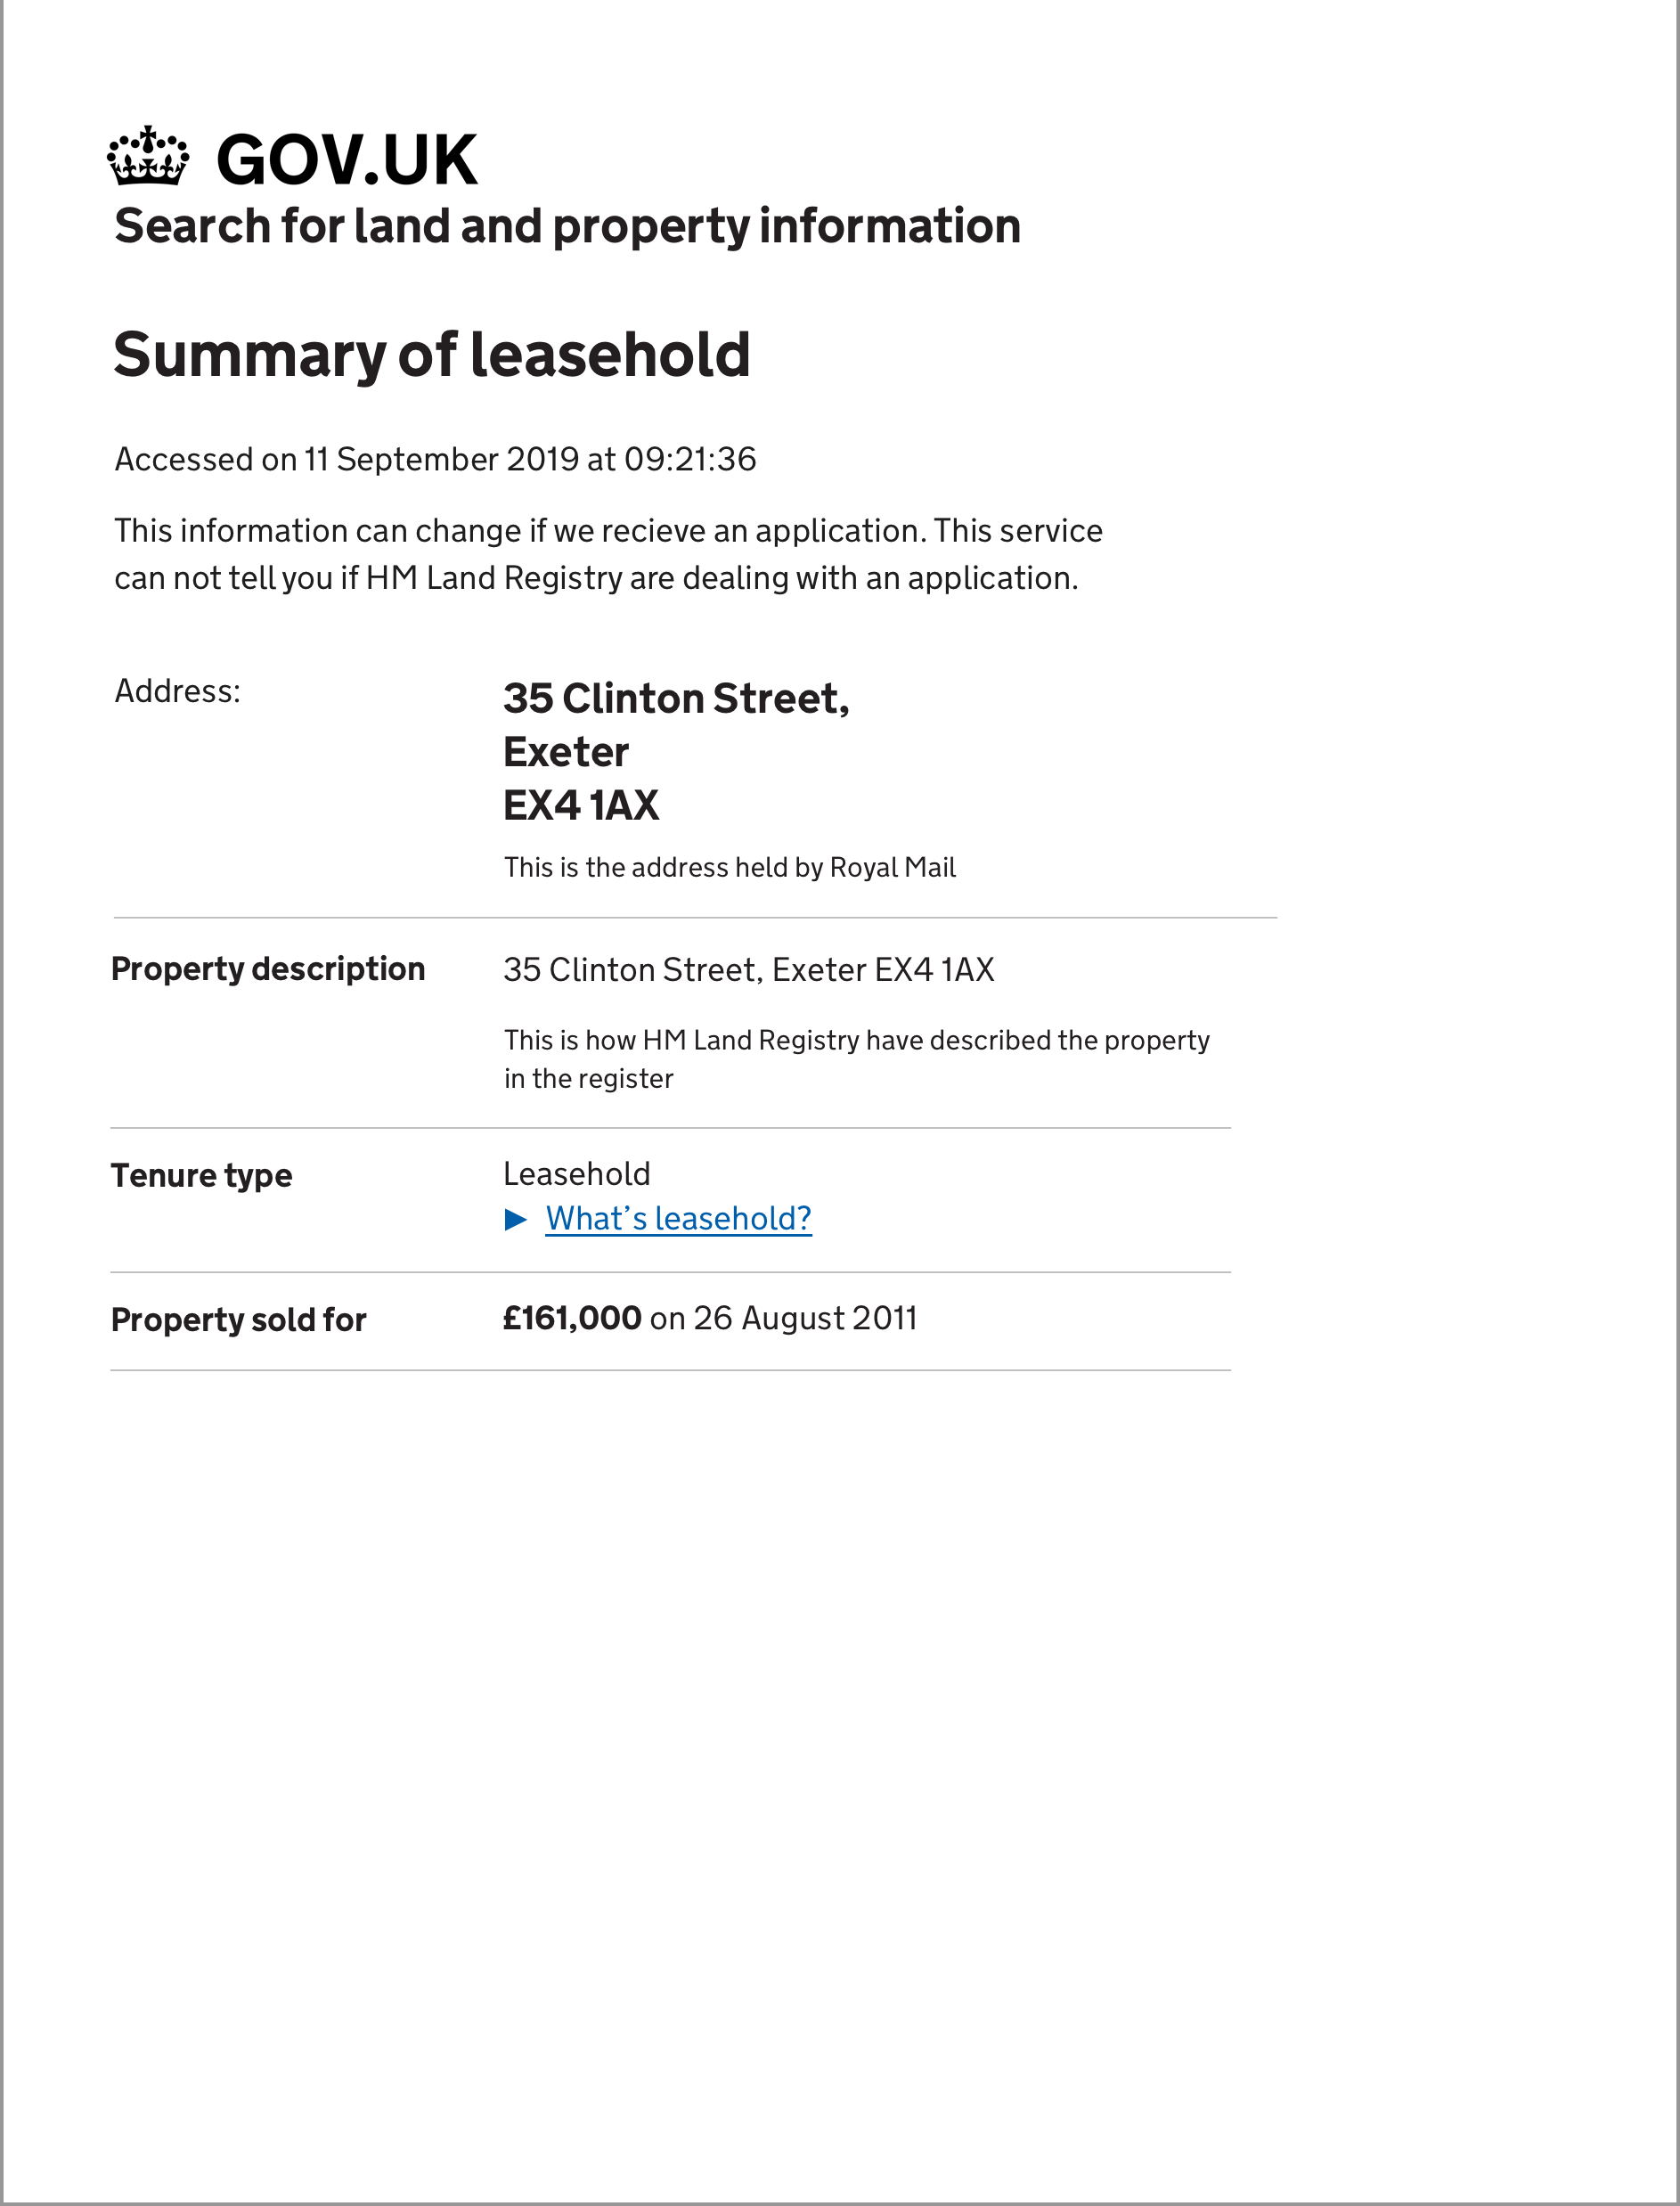 GOV.UK
Search for land and property information
Summary of leasehold
Accessed on 11 September 2019 at 09:21:36
This information can change if we recieve an application. This service
can not tell you if HM Land Registry are dealing with an application.
Address:
35 Clinton Street,
Exeter
EX4 1AX
This is the address held by Royal Mail
Property description
35 Clinton Street, Exeter EX4 1AX
This is how HM Land Registry have described the property
in the register
Tenure type
Leasehold
► What's leasehold?
Property sold for
£161,000 on 26 August 2011